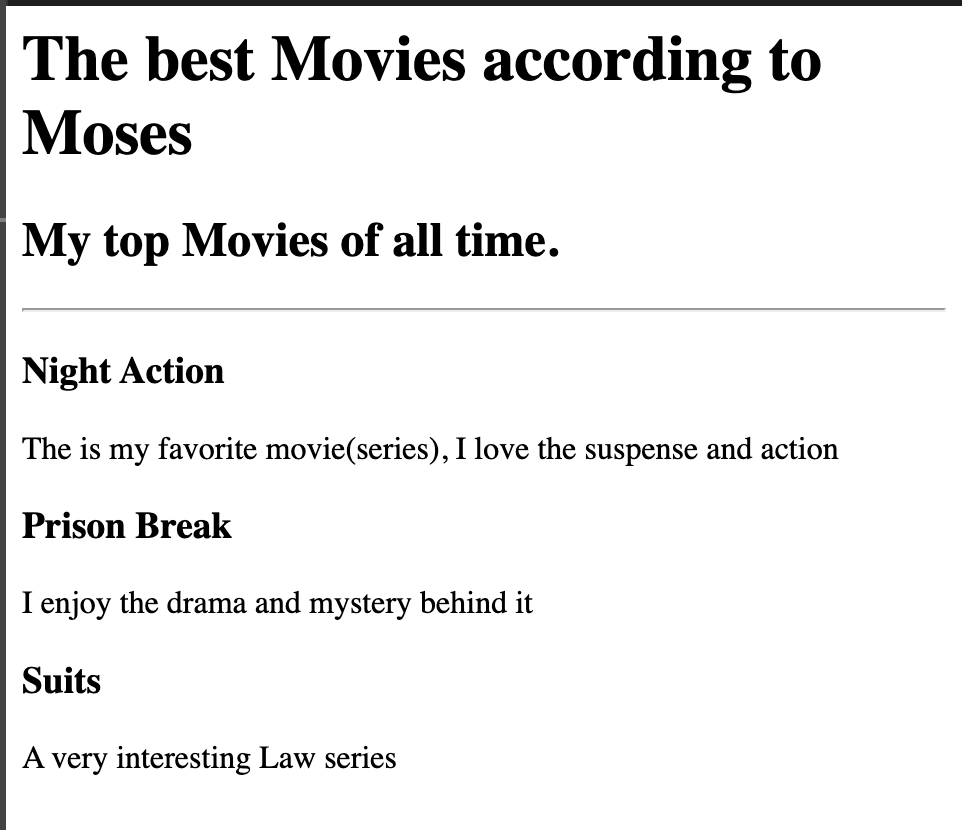 The best Movies according to
Moses
My top Movies of all time.
Night Action
The is my favorite movie(series), I love the suspense and action
Prison Break
I enjoy the drama and mystery behind it
Suits
A very interesting Law series